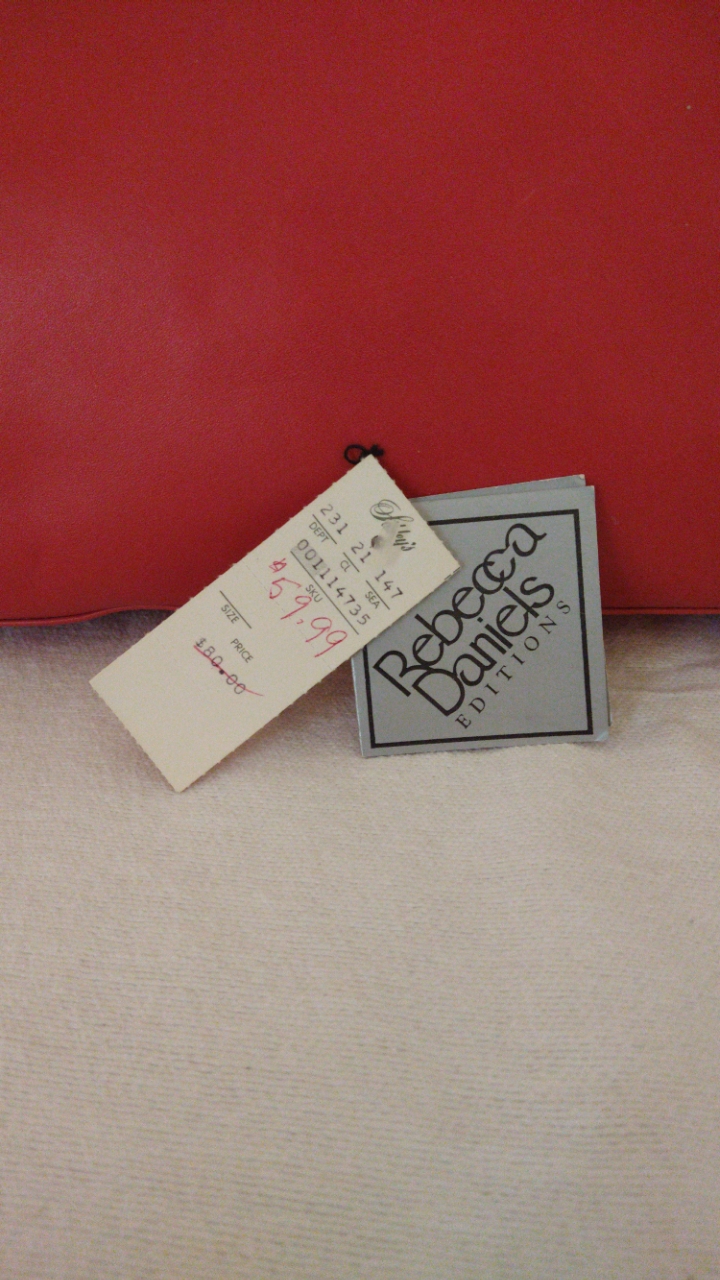 231 21 147
DEPT CL SEA
001114735
SKU
$59.99
SIZE PRICE
$80.00
Rebecca
Daniels
EDITIONS